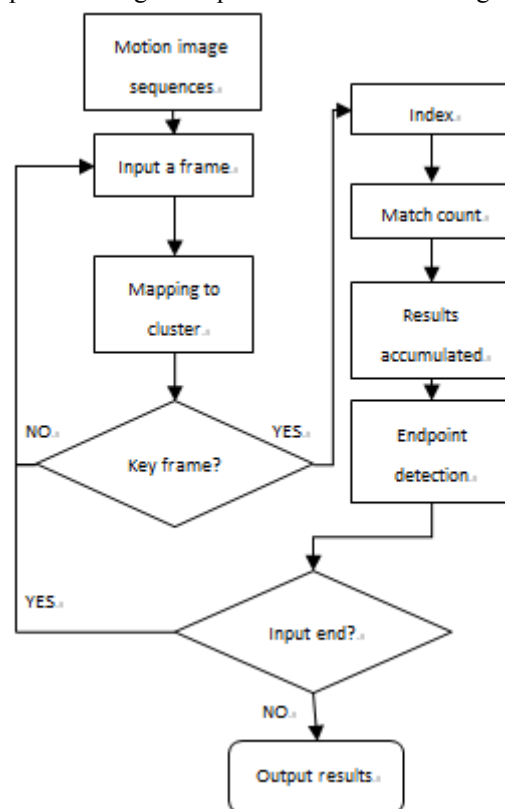 Motion image
sequences.
Input a frame.
Mapping to
cluster.
Key frame?
NO.
YES.
Index.
Match count.
Results
accumulated.
Endpoint
detection.
YES.
Input end?
NO.
Output results.